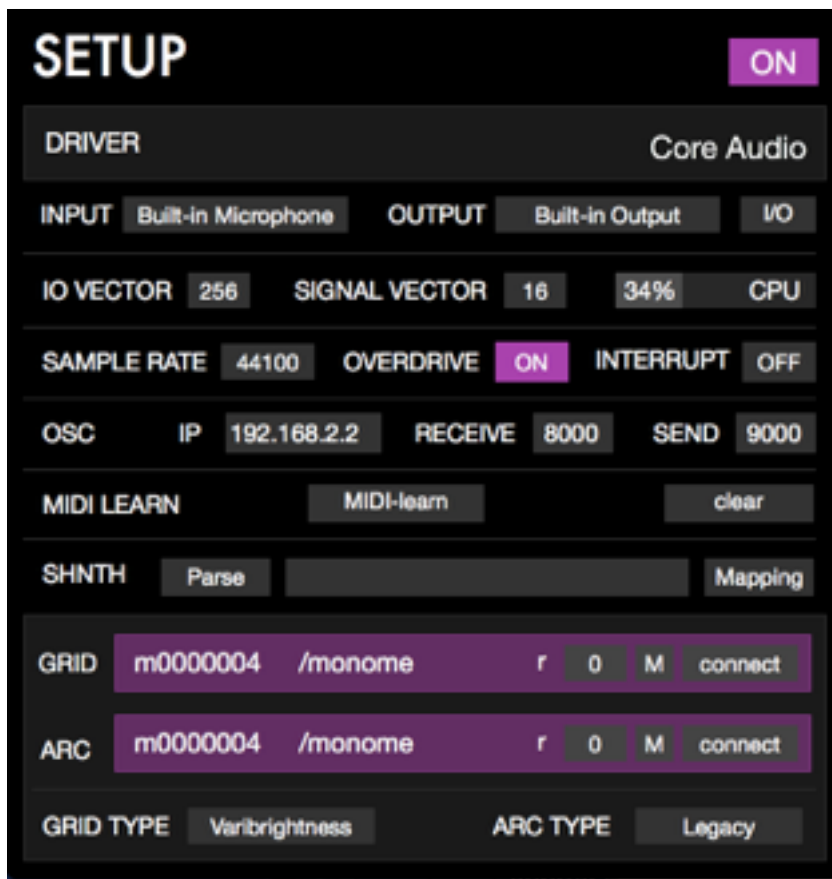 SETUP ON
DRIVER Core Audio
INPUT Built-in Microphone OUTPUT Built-in Output I/O
IO VECTOR 256 SIGNAL VECTOR 16 34% CPU
SAMPLE RATE 44100 OVERDRIVE ON INTERRUPT OFF
OSC IP 192.168.2.2 RECEIVE 8000 SEND 9000
MIDI LEARN MIDI-learn clear
SHNTH Parse Mapping
GRID m0000004 /monome r 0 M connect
ARC m0000004 /monome r 0 M connect
GRID TYPE Varibrightness ARC TYPE Legacy